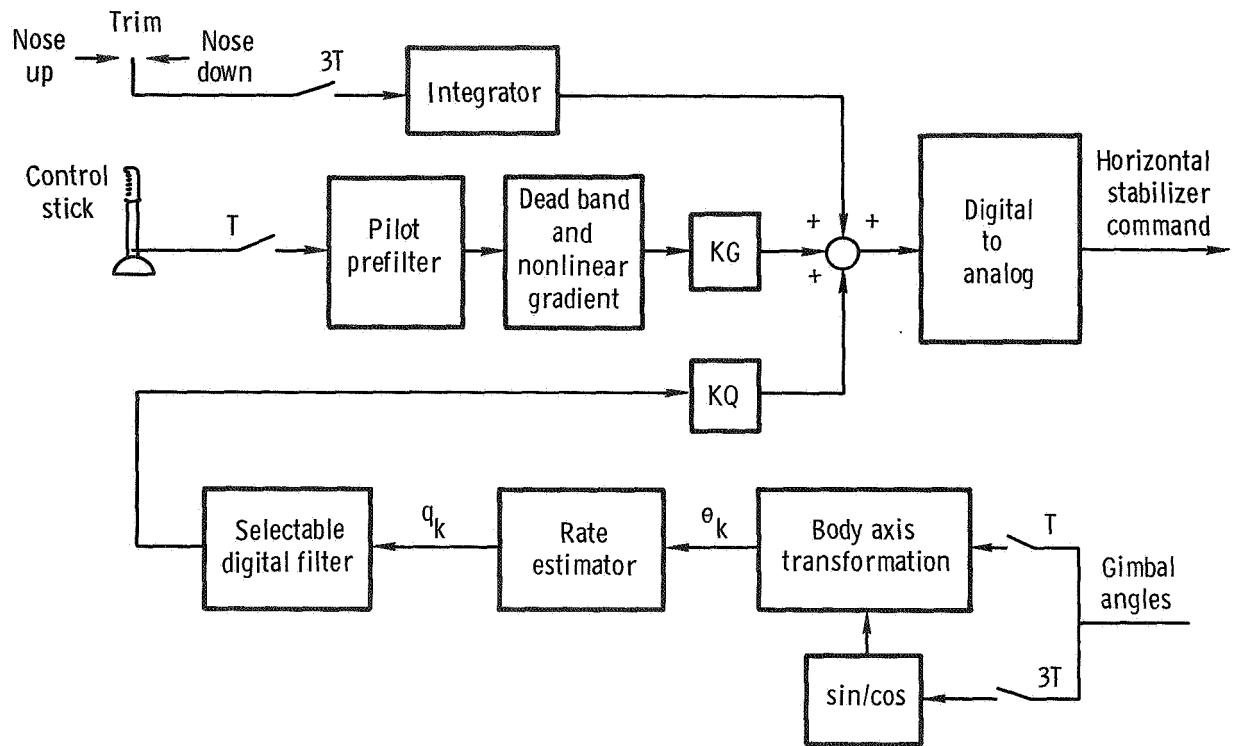 Trim
Nose
up
Nose
down
3T
Integrator
Control
stick
T
Pilot
prefilter
Dead band
and
nonlinear
gradient
KG
+
+
+
Digital
to
analog
Horizontal
stabilizer
command
KQ
Selectable
digital filter
q_k
Rate
estimator
θ_k
Body axis
transformation
T
Gimbal
angles
sin/cos
3T